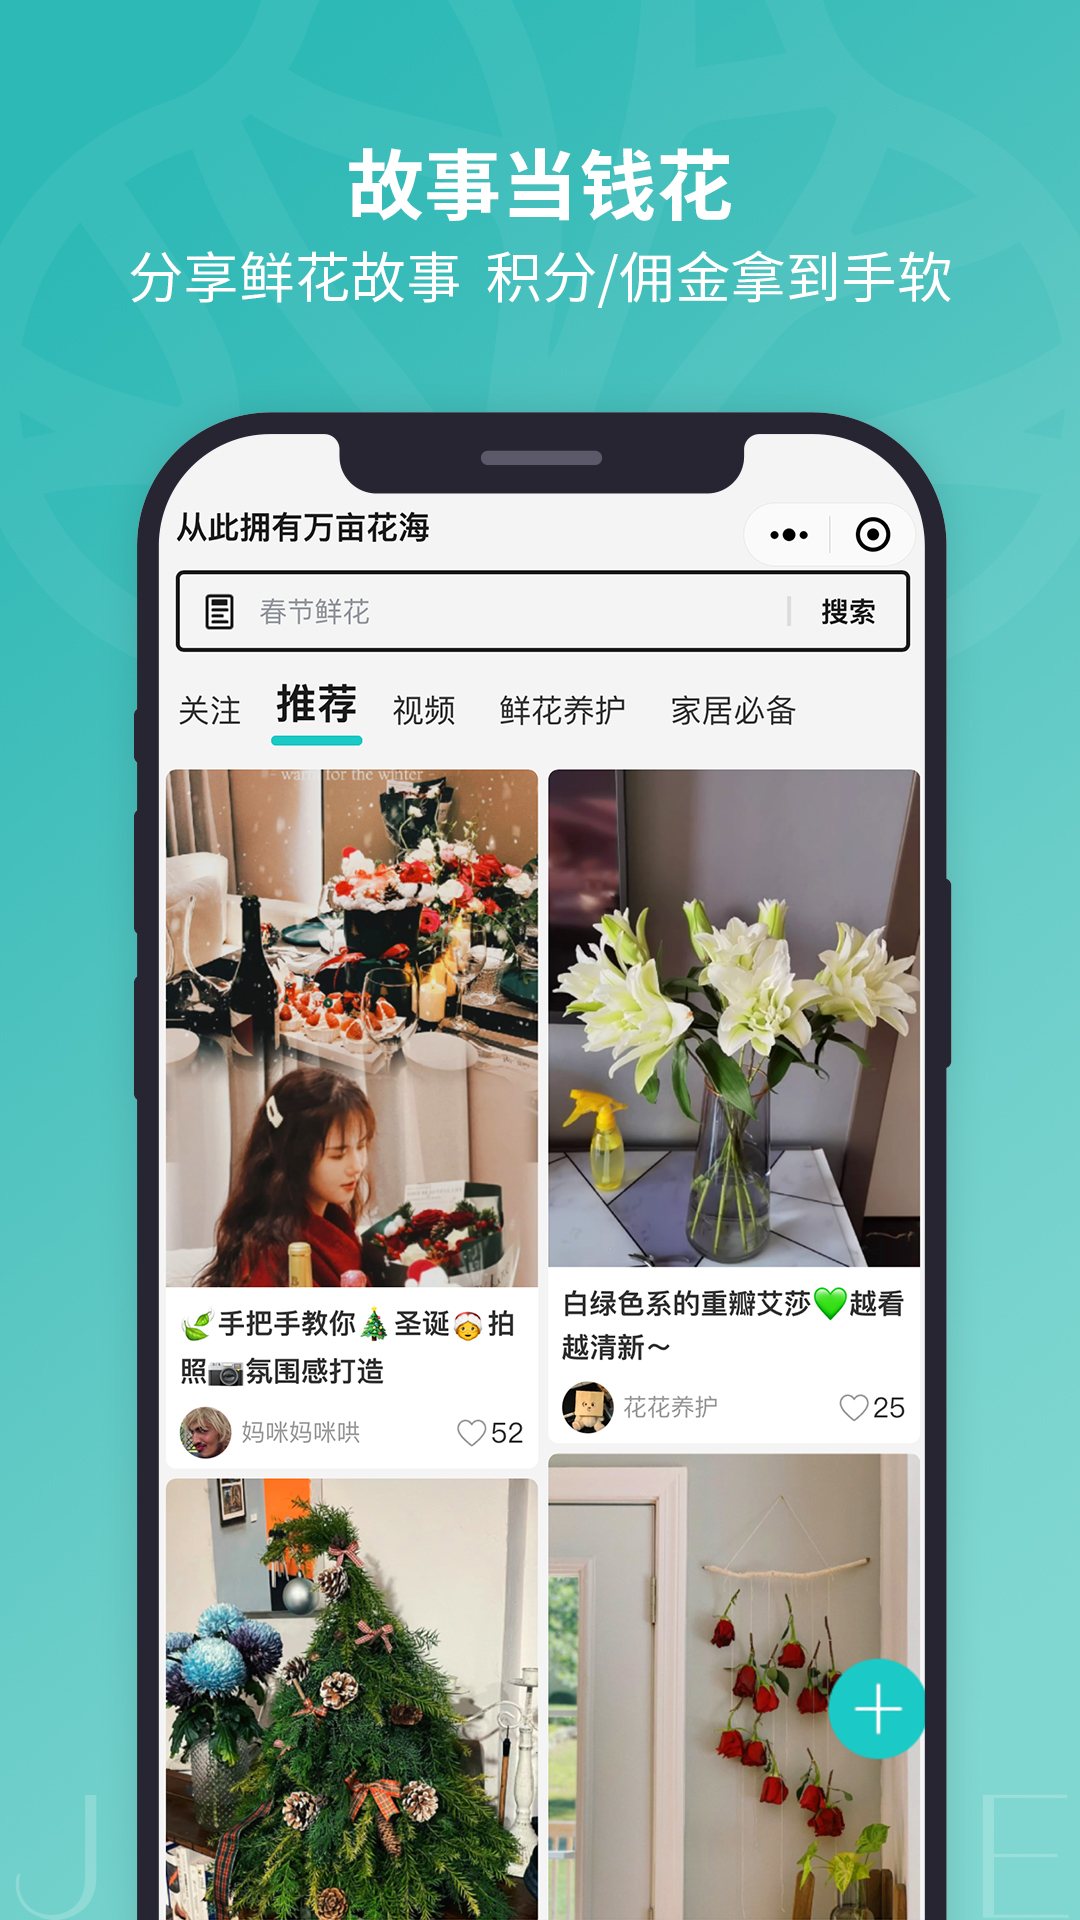 故事当钱花
分享鲜花故事 积分/佣金拿到手软
从此拥有万亩花海
春节鲜花
搜索
关注 推荐 视频 鲜花养护 家居必备
for the winter
🍃手把手教你🎄圣诞🤶拍
照📷氛围感打造
妈咪妈咪哄
52
白绿色系的重瓣艾莎💚越看
越清新～
花花养护
25
J E